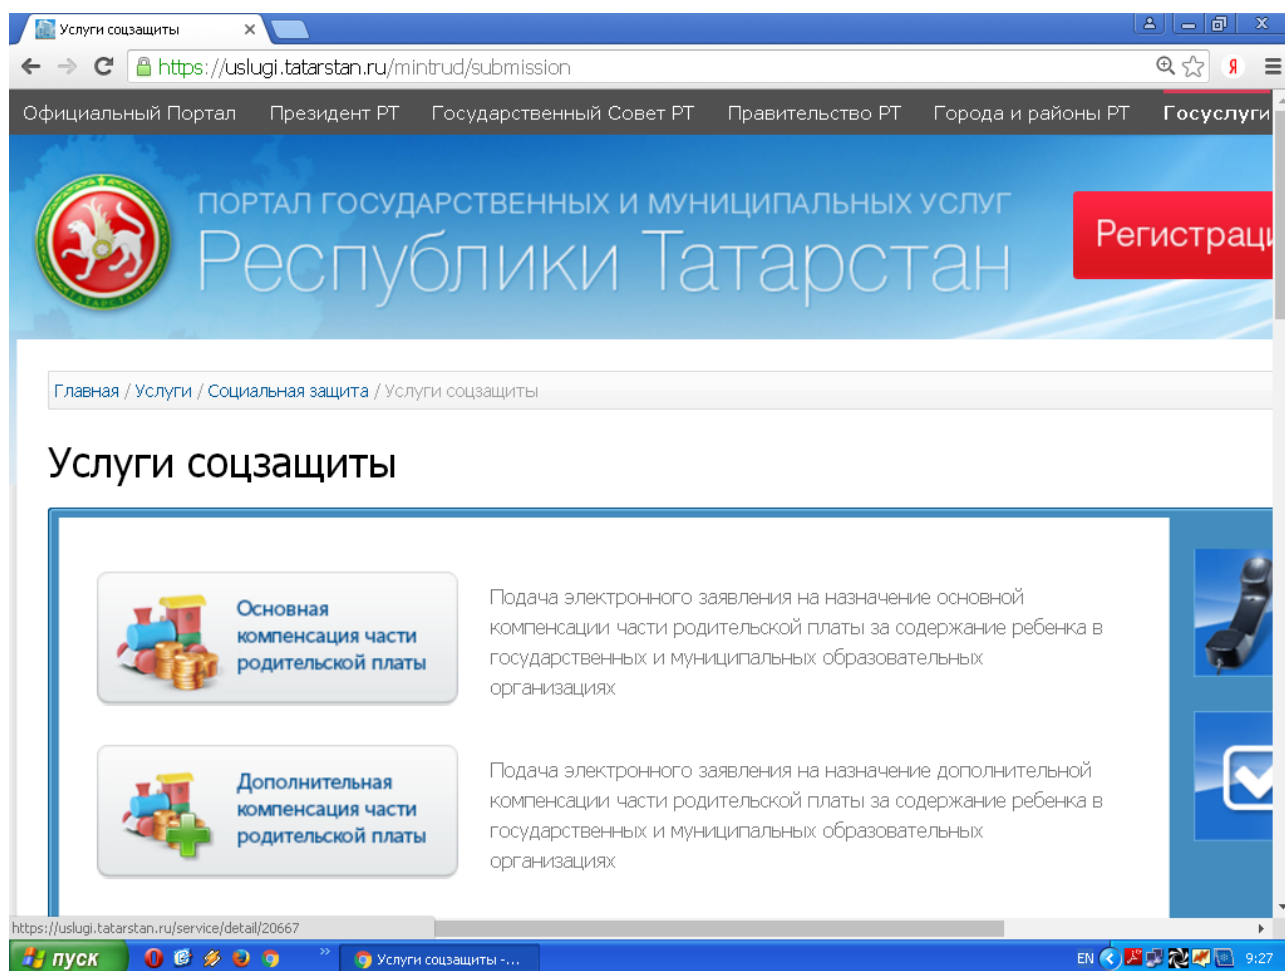 Услуги соцзащиты
https://uslugi.tatarstan.ru/mintrud/submission
Официальный Портал Президент РТ Государственный Совет РТ Правительство РТ Города и районы РТ Госуслуги
ПОРТАЛ ГОСУДАРСТВЕННЫХ И МУНИЦИПАЛЬНЫХ УСЛУГ
Республики Татарстан
Регистраци
ТАТАРСТАН
Главная / Услуги / Социальная защита / Услуги соцзащиты
Услуги соцзащиты
Основная
компенсация части
родительской платы
Подача электронного заявления на назначение основной
компенсации части родительской платы за содержание ребенка в
государственных и муниципальных образовательных
организациях
Дополнительная
компенсация части
родительской платы
Подача электронного заявления на назначение дополнительной
компенсации части родительской платы за содержание ребенка в
государственных и муниципальных образовательных
организациях
https://uslugi.tatarstan.ru/service/detail/20667
пуск
Услуги соцзащиты -...
EN
9:27